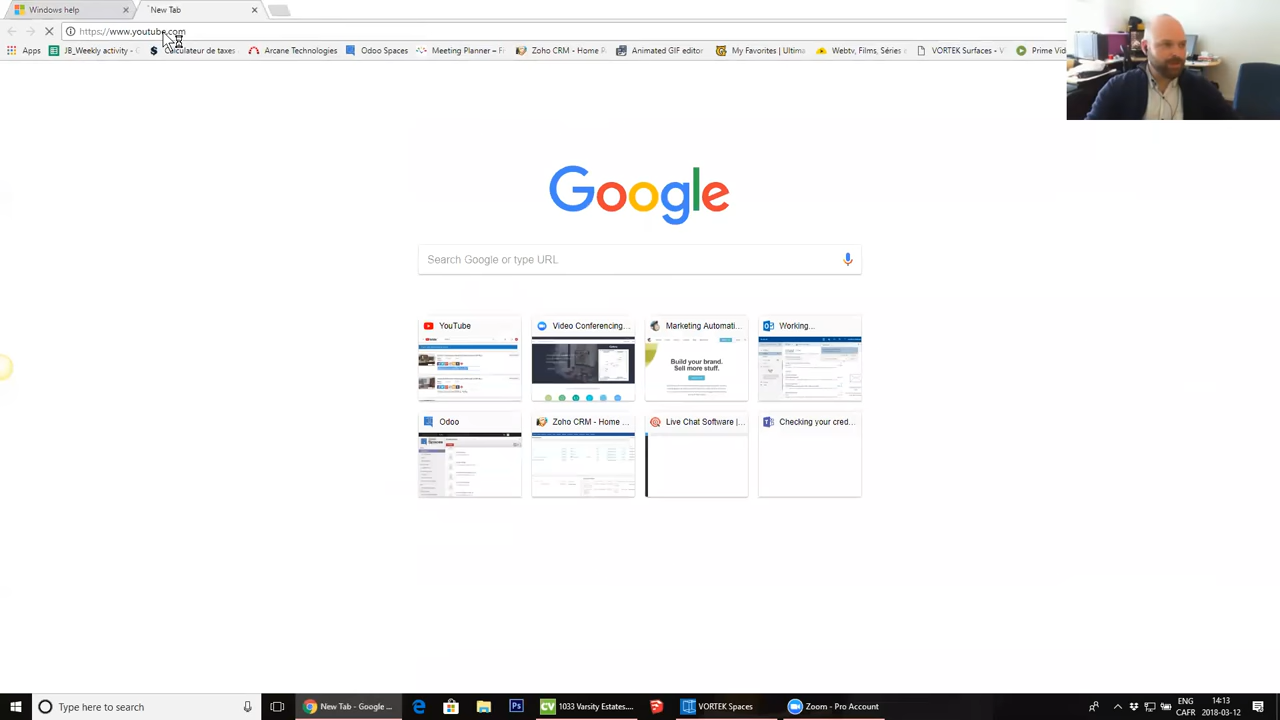 Windows help
New Tab
https://www.youtube.com
Apps JB_Weekly activity - Calculateur de taxes Arcane Technologies Odoo Meeting Planner – F Zoho CRM - Home P Animated GIF editor My Favorites | Ultima Webtv, Films, Séries VORTEK Surfaces - V Prime Vid
Google
Search Google or type URL
YouTube
Video Conferencing...
Marketing Automati...
Working...
Build your brand.
Sell more stuff.
Odoo
Zoho CRM - Home ...
Live Chat Software |...
Checking your cred...
Type here to search
New Tab - Google ...
Ps
CV
1033 Varsity Estates....
VORTEK Spaces
Zoom - Pro Account
ENG
CAFR
14:13
2018-03-12